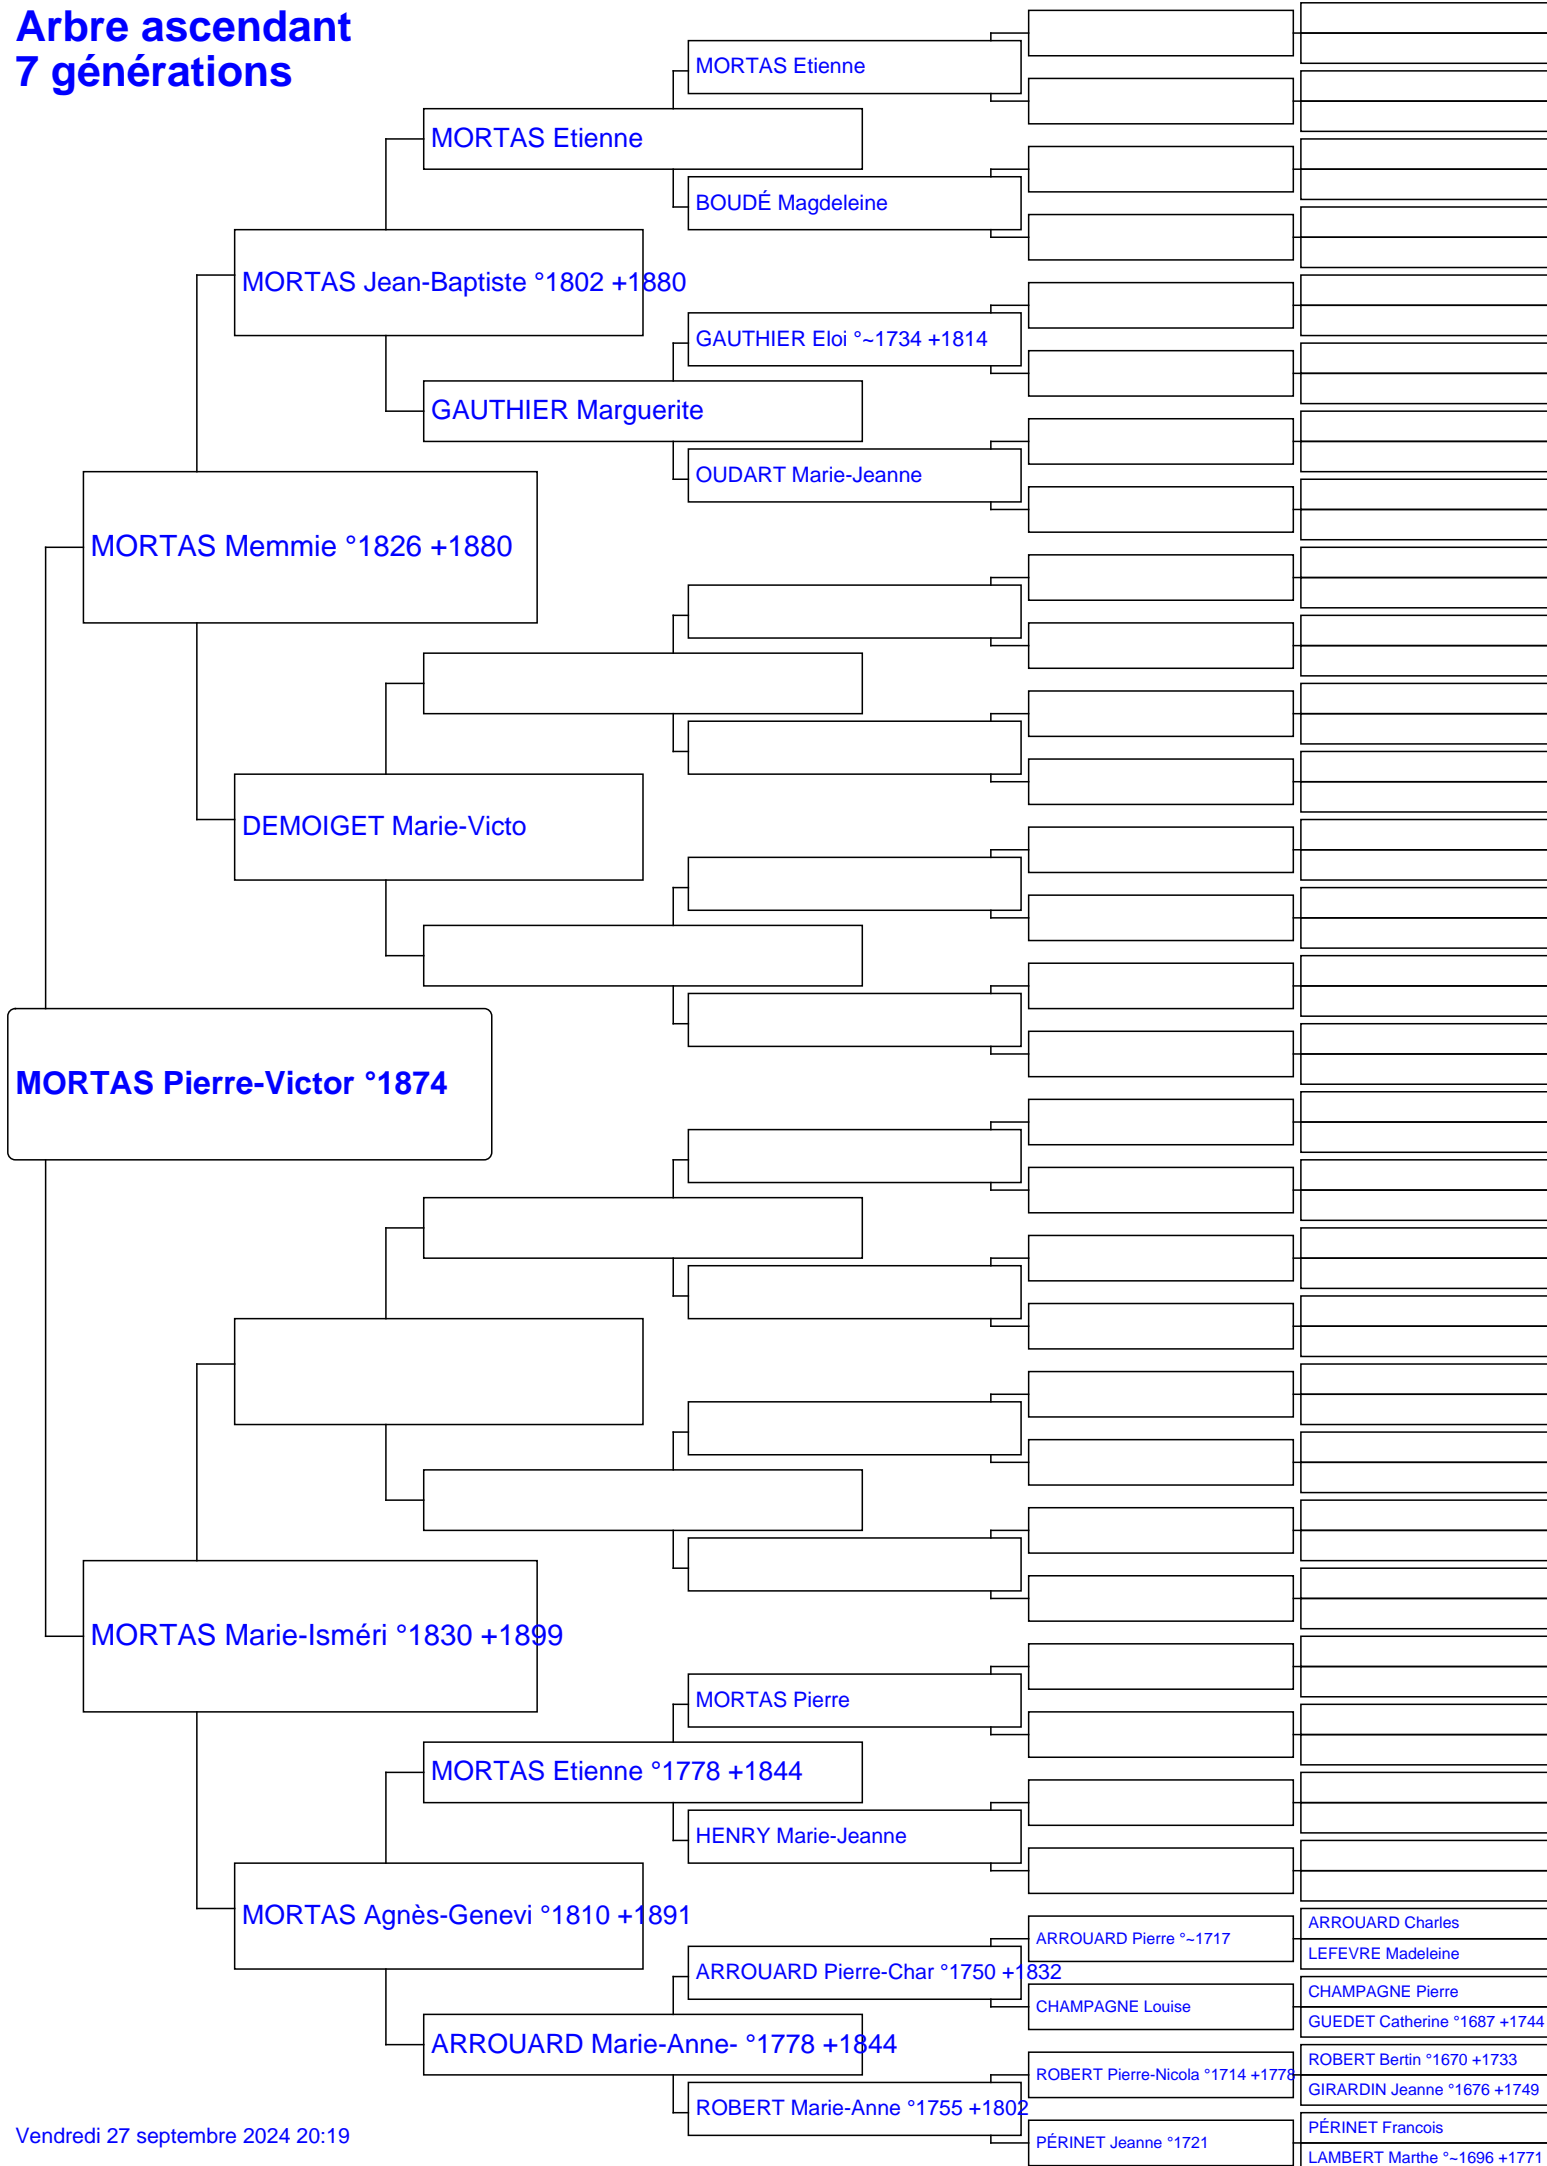 Arbre ascendant
7 générations
MORTAS Etienne
MORTAS Etienne
BOUDÉ Magdeleine
MORTAS Jean-Baptiste °1802 +1880
GAUTHIER Eloi °~1734 +1814
GAUTHIER Marguerite
OUDART Marie-Jeanne
MORTAS Memmie °1826 +1880
DEMOIGET Marie-Victo
MORTAS Pierre-Victor °1874
MORTAS Marie-Isméri °1830 +1899
MORTAS Pierre
MORTAS Etienne °1778 +1844
HENRY Marie-Jeanne
MORTAS Agnès-Genevi °1810 +1891
ARROUARD Charles
ARROUARD Pierre °~1717
LEFEVRE Madeleine
ARROUARD Pierre-Char °1750 +1832
CHAMPAGNE Pierre
CHAMPAGNE Louise
GUEDET Catherine °1687 +1744
ARROUARD Marie-Anne- °1778 +1844
ROBERT Bertin °1670 +1733
ROBERT Pierre-Nicola °1714 +1778
GIRARDIN Jeanne °1676 +1749
ROBERT Marie-Anne °1755 +1802
PÉRINET Francois
PÉRINET Jeanne °1721
LAMBERT Marthe °~1696 +1771
Vendredi 27 septembre 2024 20:19